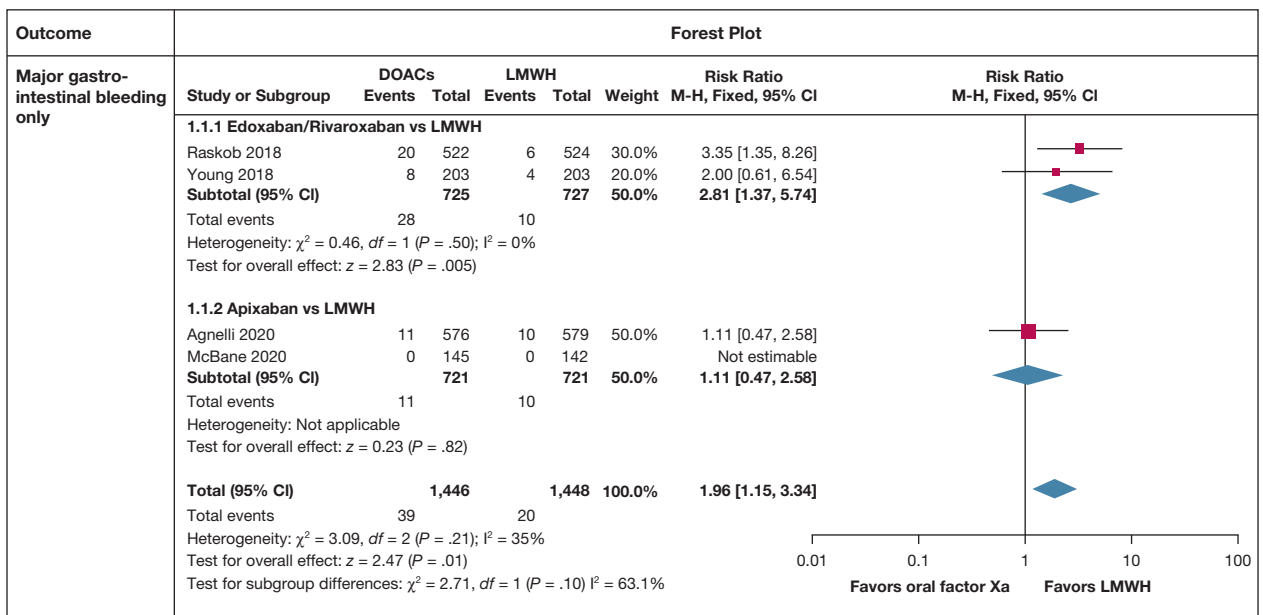 Outcome Forest Plot
Major gastro-
intestinal bleeding
only
DOACs LMWH Risk Ratio Risk Ratio
Study or Subgroup Events Total Events Total Weight M-H, Fixed, 95% CI M-H, Fixed, 95% CI
1.1.1 Edoxaban/Rivaroxaban vs LMWH
Raskob 2018 20 522 6 524 30.0% 3.35 [1.35, 8.26]
Young 2018 8 203 4 203 20.0% 2.00 [0.61, 6.54]
Subtotal (95% CI) 725 727 50.0% 2.81 [1.37, 5.74]
Total events 28 10
Heterogeneity: χ² = 0.46, df = 1 (P = .50); I² = 0%
Test for overall effect: z = 2.83 (P = .005)
1.1.2 Apixaban vs LMWH
Agnelli 2020 11 576 10 579 50.0% 1.11 [0.47, 2.58]
McBane 2020 0 145 0 142 Not estimable
Subtotal (95% CI) 721 721 50.0% 1.11 [0.47, 2.58]
Total events 11 10
Heterogeneity: Not applicable
Test for overall effect: z = 0.23 (P = .82)
Total (95% CI) 1,446 1,448 100.0% 1.96 [1.15, 3.34]
Total events 39 20
Heterogeneity: χ² = 3.09, df = 2 (P = .21); I² = 35%
Test for overall effect: z = 2.47 (P = .01)
Test for subgroup differences: χ² = 2.71, df = 1 (P = .10) I² = 63.1%
0.01 0.1 1 10 100
Favors oral factor Xa Favors LMWH